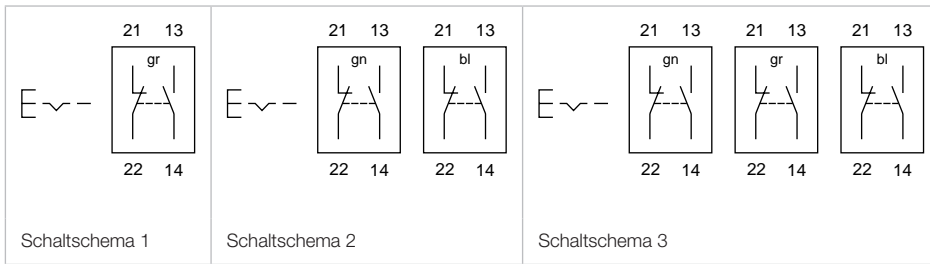 21 13 21 13 21 13 21 13 21 13 21 13
gr gn bl gn gr bl
22 14 22 14 22 14 22 14 22 14 22 14
Schaltschema 1 Schaltschema 2 Schaltschema 3